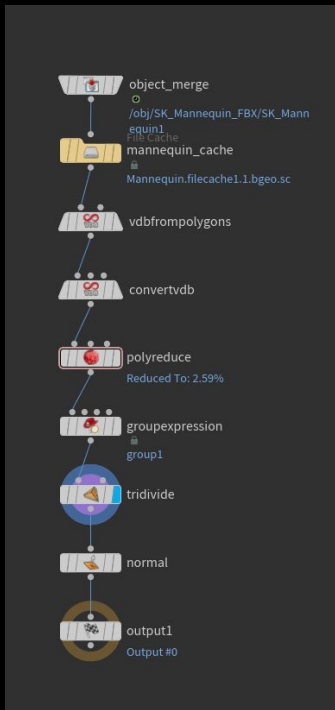 object_merge
/obj/SK_Mannequin_FBX/SK_Mann
equin1
File Cache
mannequin_cache
Mannequin.filecache1.1.bgeo.sc
vdbfrompolygons
convertvdb
polyreduce
Reduced To: 2.59%
groupexpression
group1
tridivide
normal
output1
Output #0